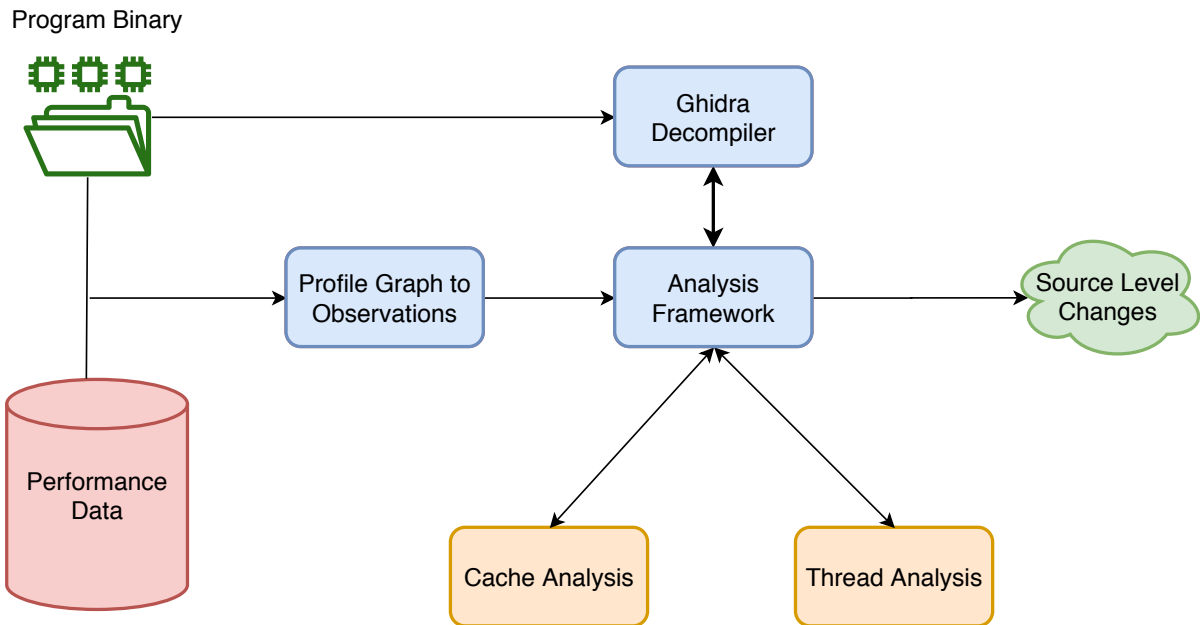 Program Binary
Ghidra
Decompiler
Profile Graph to
Observations
Analysis
Framework
Source Level
Changes
Performance
Data
Cache Analysis
Thread Analysis